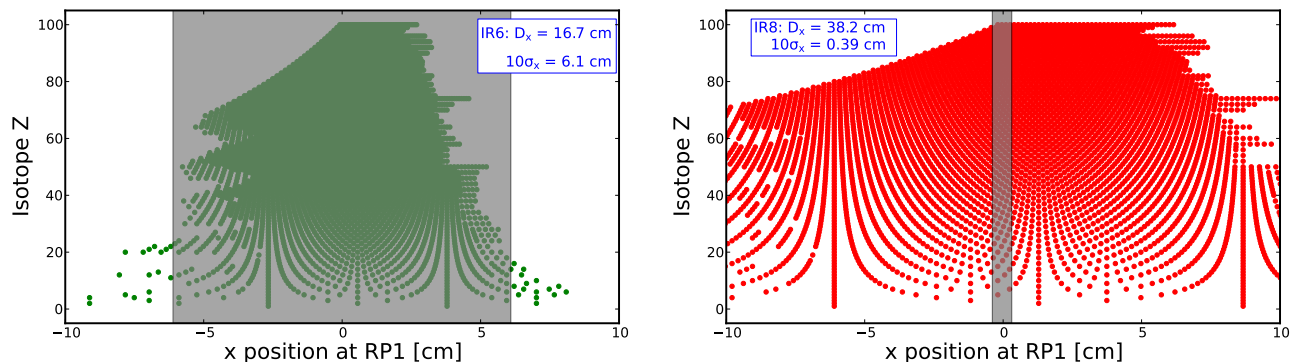 100
80
60
40
20
0
Isotope Z
IR6: Dₓ = 16.7 cm
10σₓ = 6.1 cm
−10
−5
0
5
10
x position at RP1 [cm]
100
80
60
40
20
0
Isotope Z
IR8: Dₓ = 38.2 cm
10σₓ = 0.39 cm
−10
−5
0
5
10
x position at RP1 [cm]